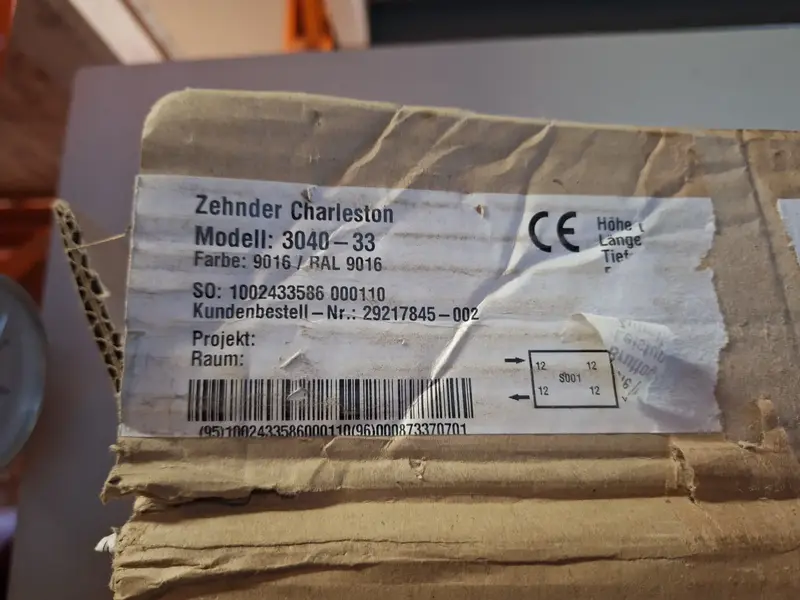 Zehnder Charleston
Modell: 3040-33
Farbe: 9016 / RAL 9016
SO: 1002433586 000110
Kundenbestell-Nr.: 29217845-002
Projekt:
Raum:
(95)1002433586000110(96)000873370701
CE
Höhe
Länge
Tief
12 12
S001
12 12